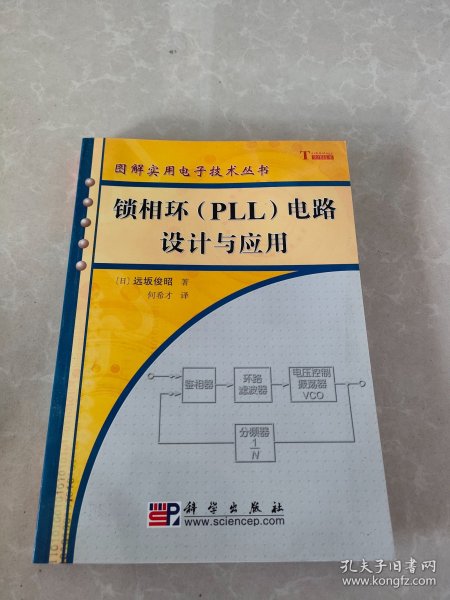 图解实用电子技术丛书
锁相环（PLL）电路
设计与应用
〔日〕远坂俊昭 著
何希才 译
鉴相器
环路
滤波器
电压控制
振荡器
VCO
分频器
1
N
科学出版社
www.sciencep.com
孔夫子旧书网
www.kongfz.com